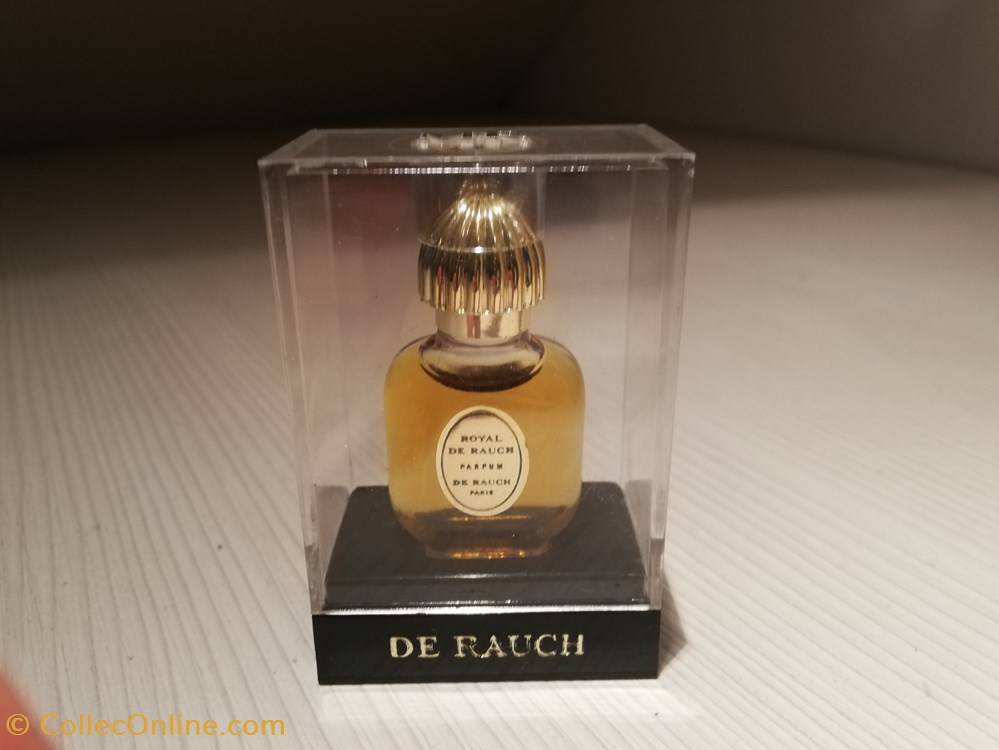 ROYAL
DE RAUCH
PARFUM
DE RAUCH
PARIS
DE RAUCH
© CollecOnline.com